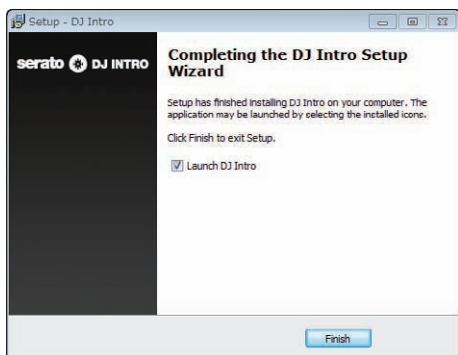 Setup - DJ Intro
serato DJ INTRO
Completing the DJ Intro Setup
Wizard
Setup has finished installing DJ Intro on your computer. The
application may be launched by selecting the installed icons.
Click Finish to exit Setup.
Launch DJ Intro
Finish